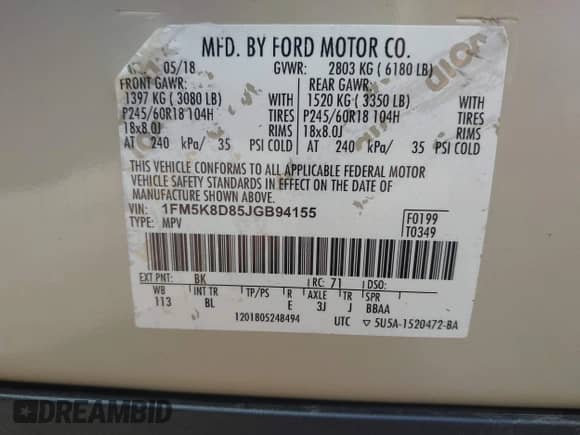 MFD. BY FORD MOTOR CO.
05/18 GVWR: 2803 KG ( 6180 LB)
FRONT GAWR: REAR GAWR:
1397 KG ( 3080 LB) WITH 1520 KG ( 3350 LB) WITH
P245/60R18 104H TIRES P245/60R18 104H TIRES
18x8.0J RIMS 18x8.0J RIMS
AT 240 kPa/ 35 PSI COLD AT 240 kPa/ 35 PSI COLD
THIS VEHICLE CONFORMS TO ALL APPLICABLE FEDERAL MOTOR
VEHICLE SAFETY STANDARDS IN EFFECT ON THE DATE OF
MANUFACTURE SHOWN ABOVE.
VIN: 1FM5K8D85JGB94155 F0199
TYPE: MPV T0349
EXT PNT: BK RC: 71 DSO:
WB INT TR TP/PS R AXLE TR SPR
113 BL E 3J J BBAA
120180524B494 UTC ▽ 5U5A-1520472-BA
DREAMBID